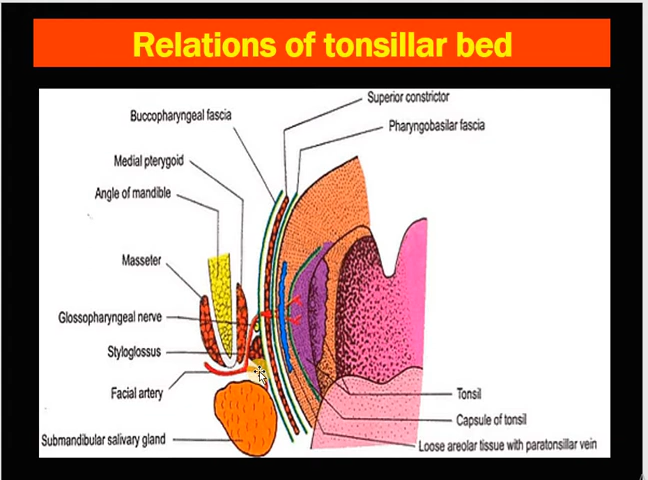 Relations of tonsillar bed
Superior constrictor
Buccopharyngeal fascia
Pharyngobasilar fascia
Medial pterygoid
Angle of mandible
Masseter
Glossopharyngeal nerve
Styloglossus
Facial artery
Tonsil
Capsule of tonsil
Submandibular salivary gland
Loose areolar tissue with paratonsillar vein